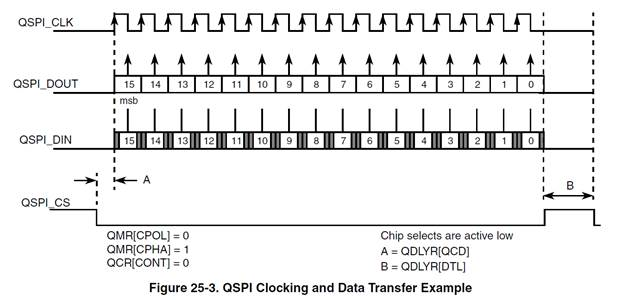 QSPI_CLK
QSPI_DOUT
15 14 13 12 11 10 9 8 7 6 5 4 3 2 1 0
msb
QSPI_DIN
15 14 13 12 11 10 9 8 7 6 5 4 3 2 1 0
A
B
QSPI_CS
QMR[CPOL] = 0
QMR[CPHA] = 1
QCR[CONT] = 0
Chip selects are active low
A = QDLYR[QCD]
B = QDLYR[DTL]
Figure 25-3. QSPI Clocking and Data Transfer Example